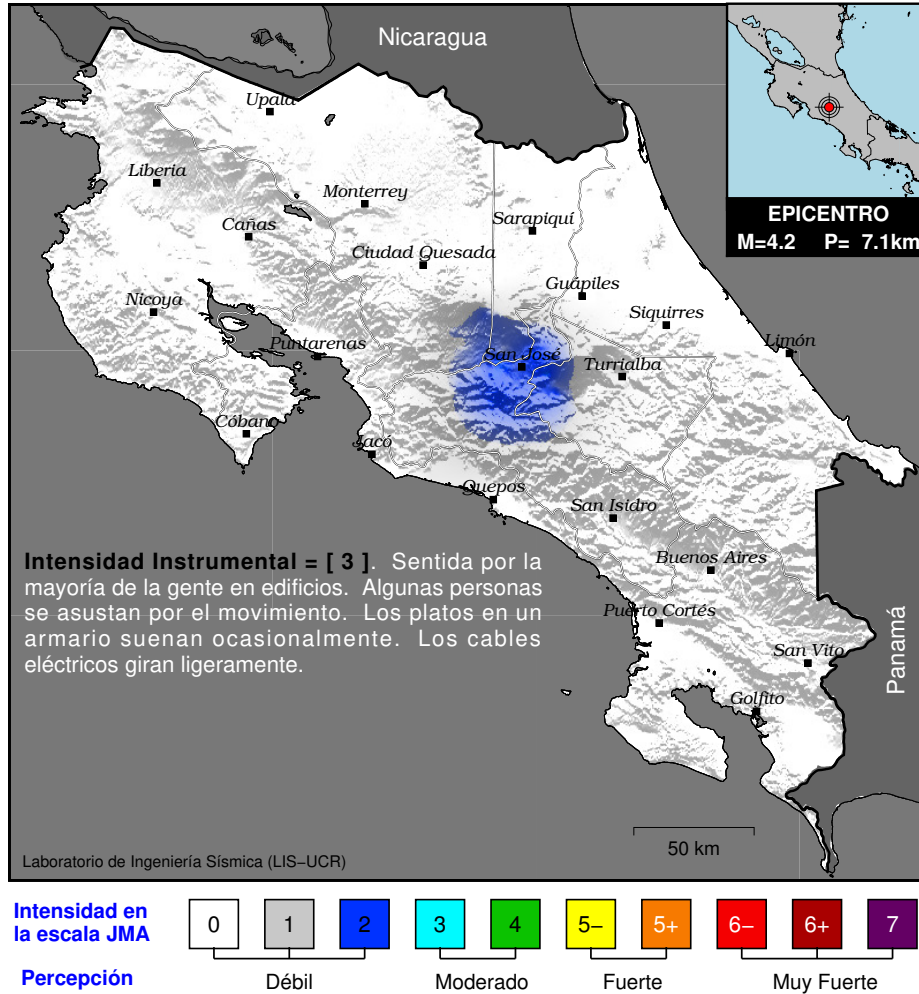 Nicaragua
Upala
Liberia
Monterrey
Cañas
Sarapiquí
Ciudad Quesada
Guápiles
Nicoya
Siquirres
Puntarenas
San José
Limón
Turrialba
Cóbano
Jacó
Quepos
San Isidro
Buenos Aires
Puerto Cortés
San Vito
Golfito
Panamá
EPICENTRO
M=4.2 P= 7.1km
Intensidad Instrumental = [ 3 ]. Sentida por la
mayoría de la gente en edificios. Algunas personas
se asustan por el movimiento. Los platos en un
armario suenan ocasionalmente. Los cables
eléctricos giran ligeramente.
50 km
Laboratorio de Ingeniería Sísmica (LIS−UCR)
Intensidad en
la escala JMA
0 1 2 3 4 5− 5+ 6− 6+ 7
Percepción
Débil Moderado Fuerte Muy Fuerte